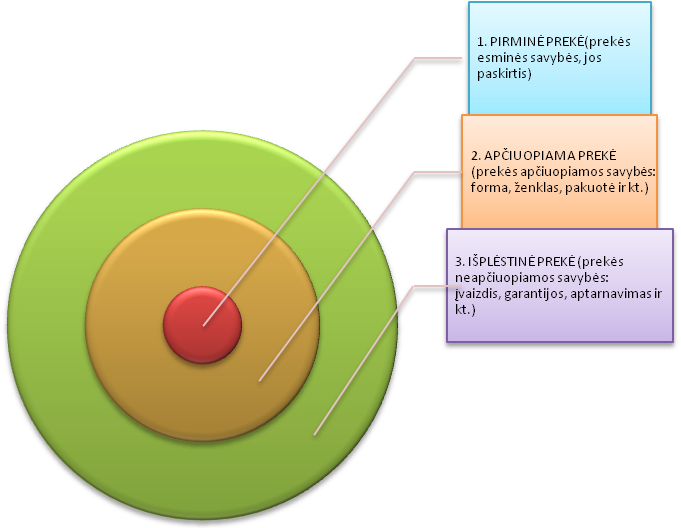 1. PIRMINĖ PREKĖ(prekės
esminės savybės, jos
paskirtis)
2. APČIUOPIAMA PREKĖ
(prekės apčiuopiamos savybės:
forma, ženklas, pakuotė ir kt.)
3. IŠPLĖSTINĖ PREKĖ (prekės
neapčiuopiamos savybės:
įvaizdis, garantijos, aptarnavimas ir
kt.)